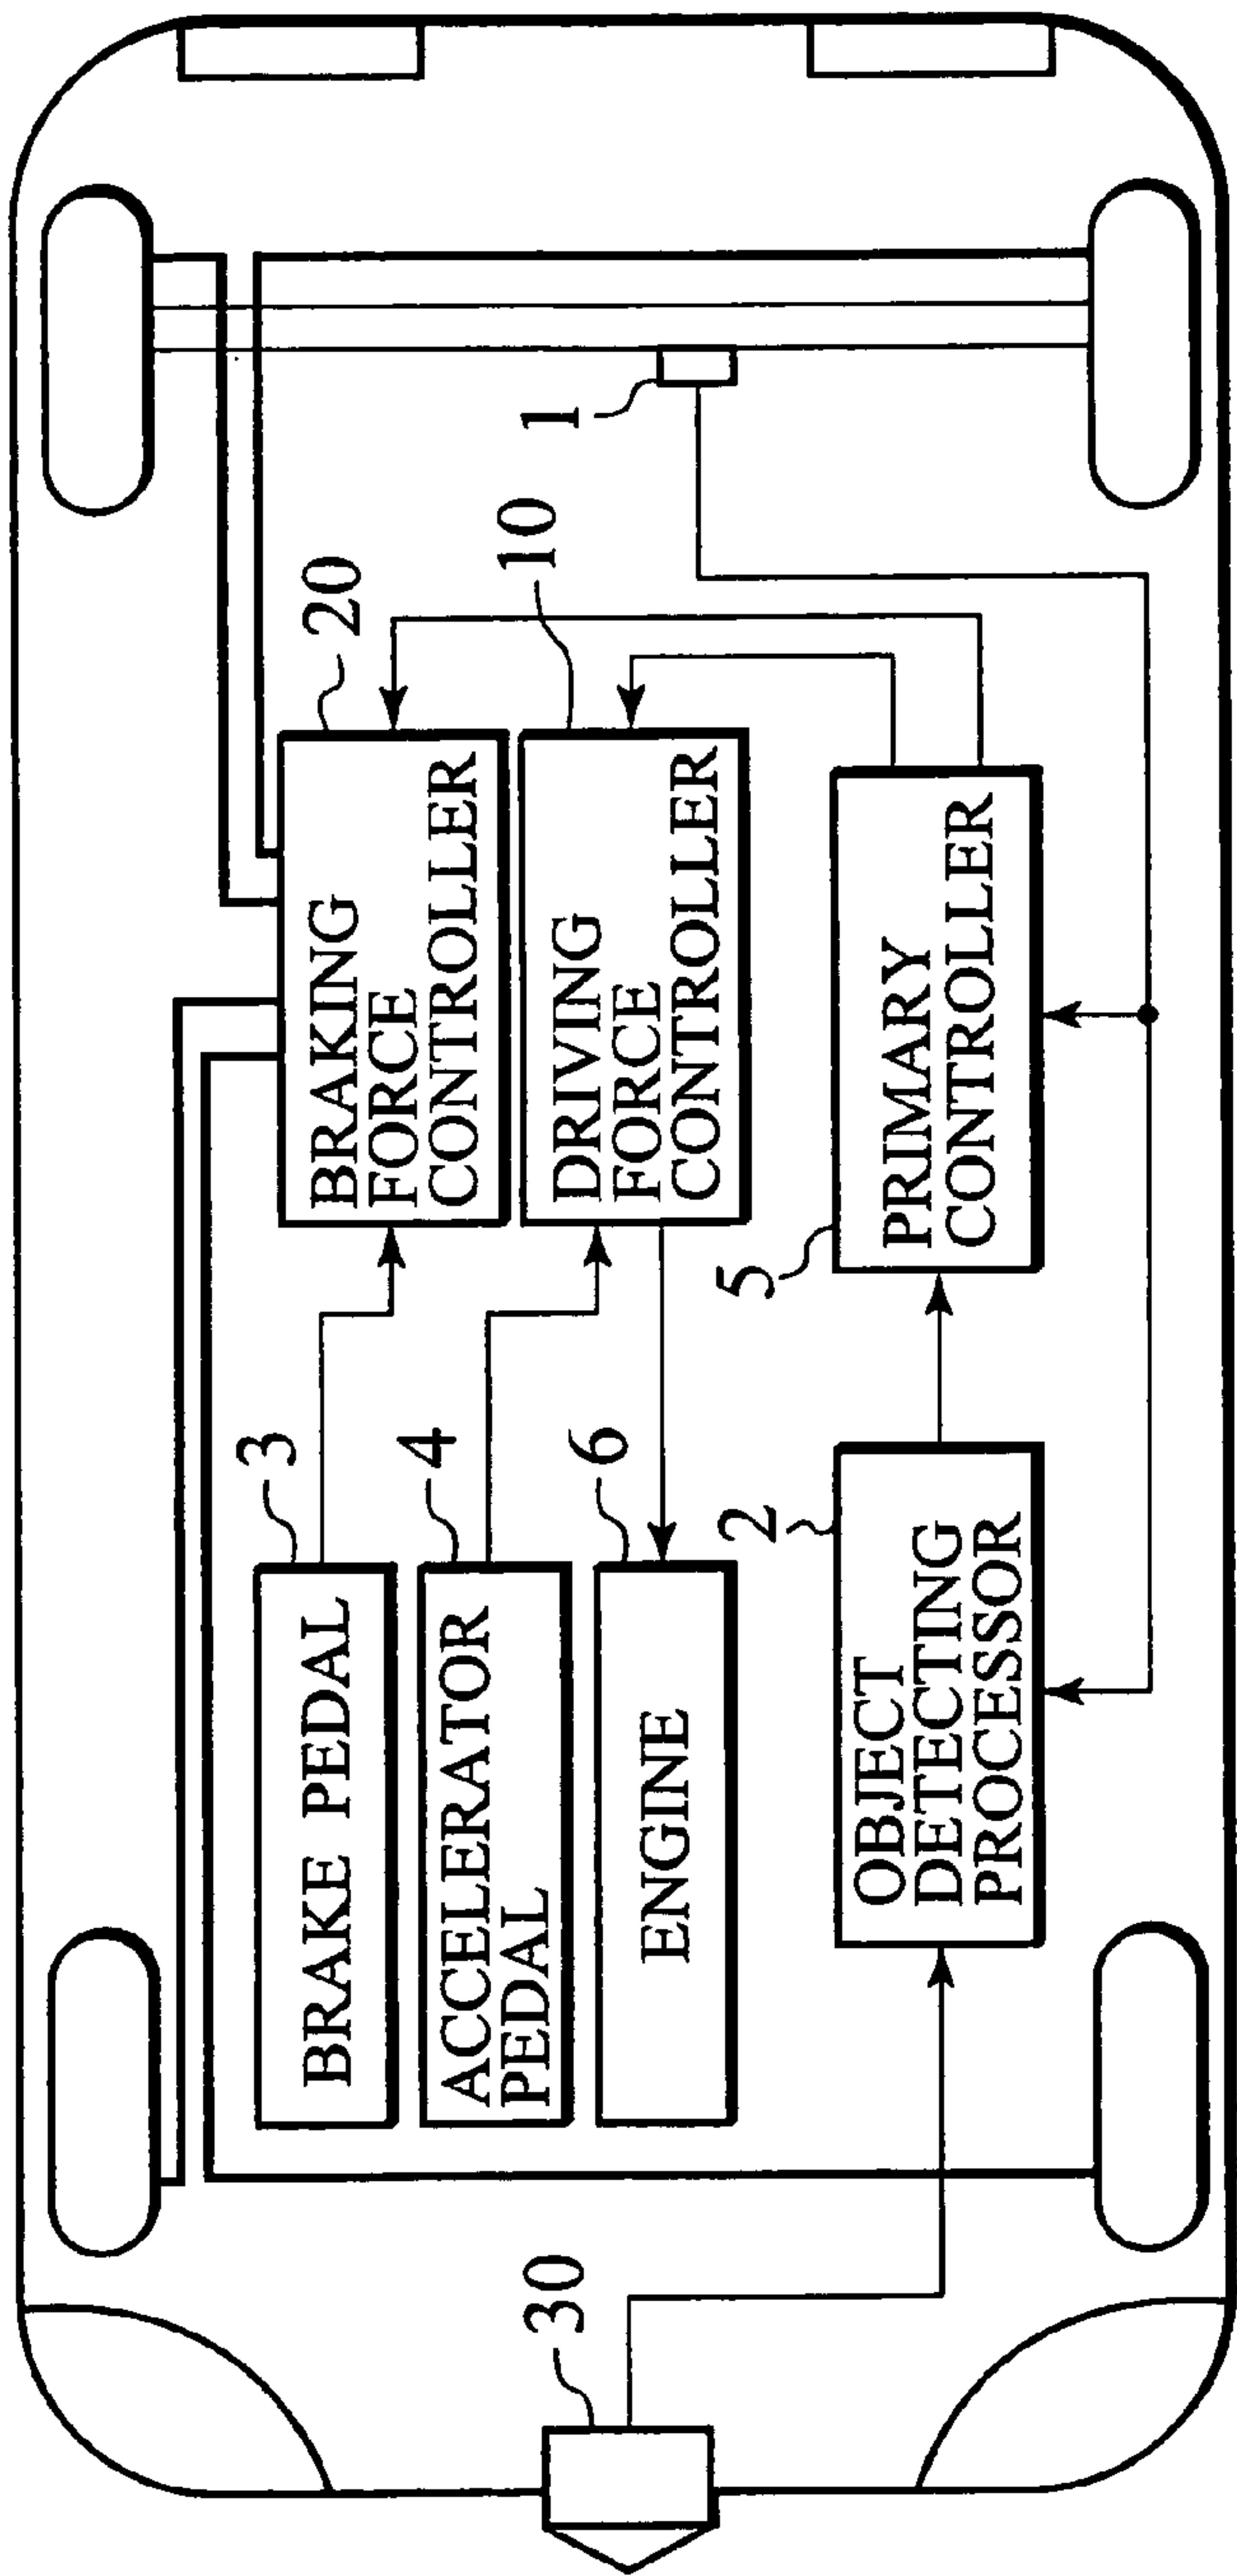 30
BRAKE PEDAL
3
ACCELERATOR
PEDAL
4
ENGINE
6
OBJECT
DETECTING
PROCESSOR
2
BRAKING
FORCE
CONTROLLER
20
DRIVING
FORCE
CONTROLLER
10
PRIMARY
CONTROLLER
5
1